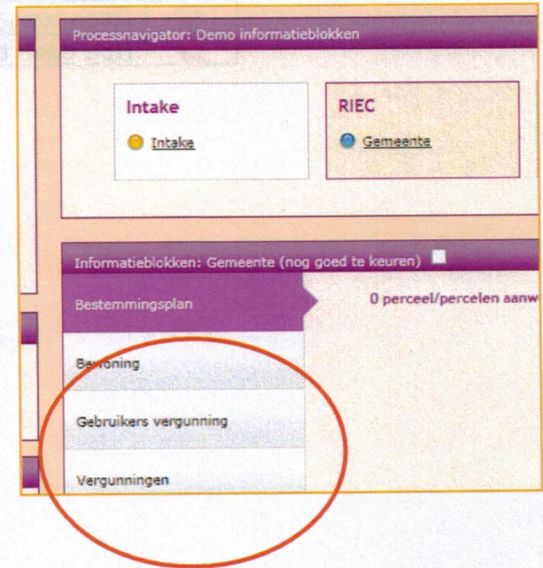 Processnavigator: Demo informatieblokken
Intake
Intake
RIEC
Gemeente
Informatieblokken: Gemeente (nog goed te keuren)
Bestemmingsplan
0 perceel/percelen aanw
Bewoning
Gebruikers vergunning
Vergunningen